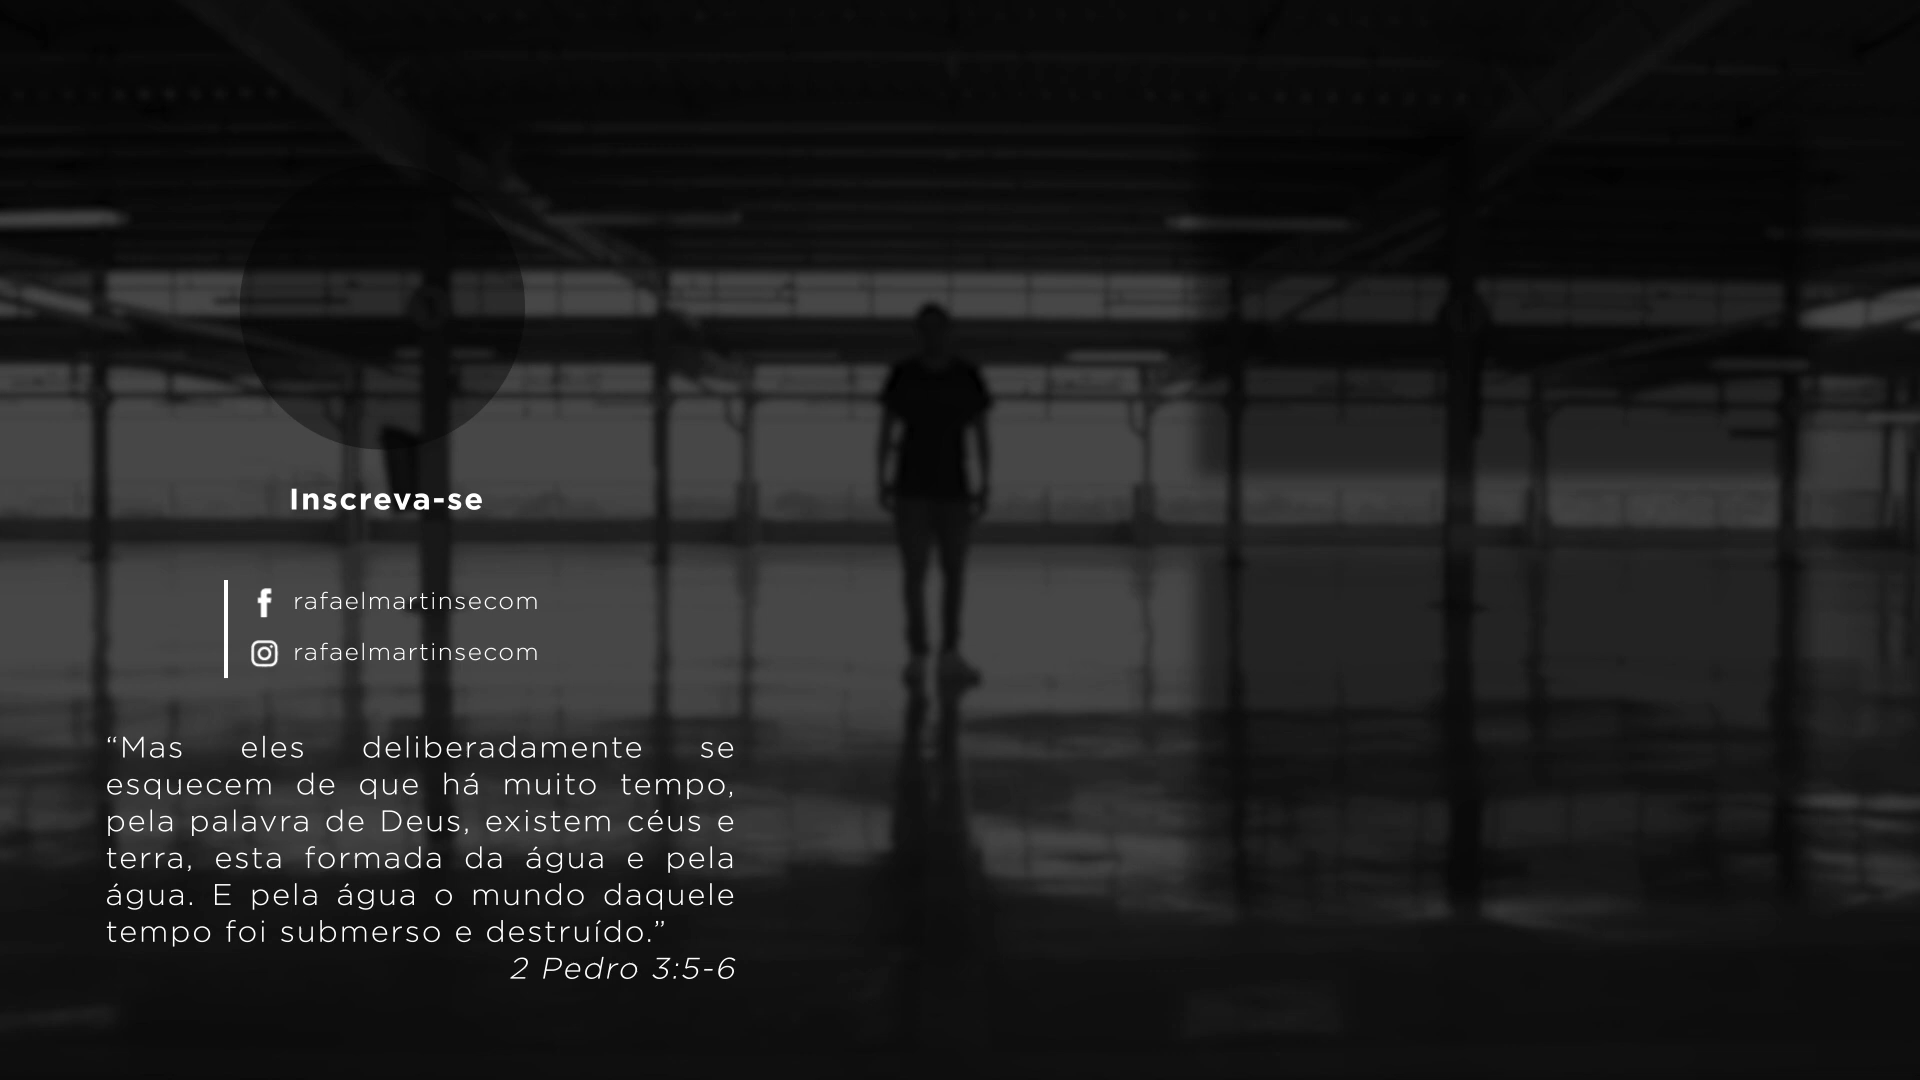 Inscreva-se
rafaelmartinsecom
rafaelmartinsecom
“Mas eles deliberadamente se
esquecem de que há muito tempo,
pela palavra de Deus, existem céus e
terra, esta formada da água e pela
água. E pela água o mundo daquele
tempo foi submerso e destruído.”
2 Pedro 3:5-6